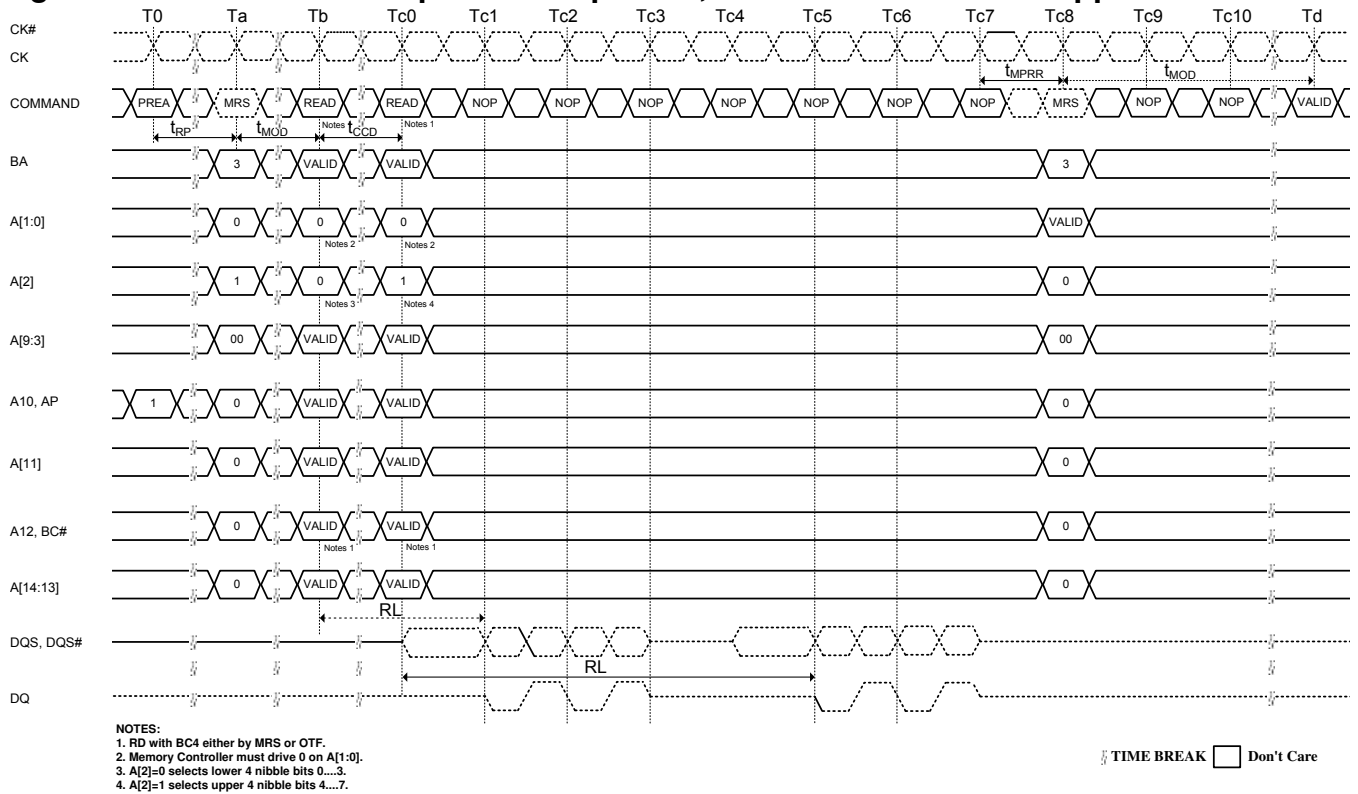 T0 Ta Tb Tc0 Tc1 Tc2 Tc3 Tc4 Tc5 Tc6 Tc7 Tc8 Tc9 Tc10 Td
CK#
CK
tMPRR tMOD
COMMAND PREA MRS READ READ NOP NOP NOP NOP NOP NOP NOP MRS NOP NOP VALID
Notes Notes 1
tRP tMOD tCCD
BA 3 VALID VALID 3
A[1:0] 0 0 0 VALID
Notes 2 Notes 2
A[2] 1 0 1 0
Notes 3 Notes 4
A[9:3] 00 VALID VALID 00
A10, AP 1 0 VALID VALID 0
A[11] 0 VALID VALID 0
A12, BC# 0 VALID VALID 0
Notes 1 Notes 1
A[14:13] 0 VALID VALID 0
RL
DQS, DQS#
RL
DQ
NOTES:
1. RD with BC4 either by MRS or OTF.
2. Memory Controller must drive 0 on A[1:0].
3. A[2]=0 selects lower 4 nibble bits 0....3.
4. A[2]=1 selects upper 4 nibble bits 4....7.
TIME BREAK Don't Care